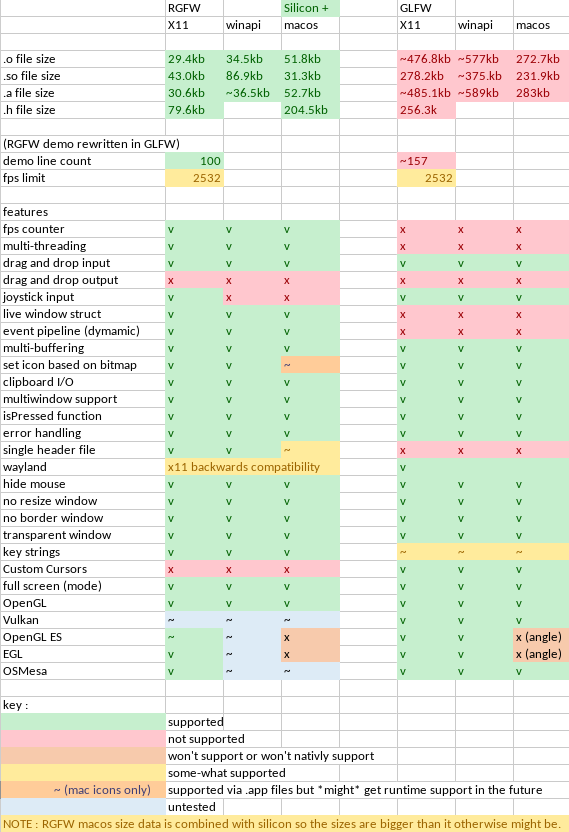 RGFW Silicon + GLFW
X11 winapi macos X11 winapi macos
.o file size 29.4kb 34.5kb 51.8kb ~476.8kb ~577kb 272.7kb
.so file size 43.0kb 86.9kb 31.3kb 278.2kb ~375.kb 231.9kb
.a file size 30.6kb ~36.5kb 52.7kb ~485.1kb ~589kb 283kb
.h file size 79.6kb 204.5kb 256.3k
(RGFW demo rewritten in GLFW)
demo line count 100 ~157
fps limit 2532 2532
features
fps counter v v v x x x
multi-threading v v v x x x
drag and drop input v v v v v v
drag and drop output x x x x x x
joystick input v x x v v v
live window struct v v v x x x
event pipeline (dynamic) v v v x x x
multi-buffering v v v v v v
set icon based on bitmap v v ~ v v v
clipboard I/O v v v v v v
multiwindow support v v v v v v
isPressed function v v v v v v
error handling v v v v v v
single header file v v ~ x x x
wayland x11 backwards compatibility v
hide mouse v v v v v v
no resize window v v v v v v
no border window v v v v v v
transparent window v v v v v v
key strings v v v ~ ~ ~
Custom Cursors x x x v v v
full screen (mode) v v v v v v
OpenGL v v v v v v
Vulkan ~ ~ ~ v v v
OpenGL ES ~ ~ x v v x (angle)
EGL v ~ x v v x (angle)
OSMesa v ~ ~ v v v
key :
supported
not supported
won't support or won't nativly support
some-what supported
~ (mac icons only) supported via .app files but *might* get runtime support in the future
untested
NOTE : RGFW macos size data is combined with silicon so the sizes are bigger than it otherwise might be.